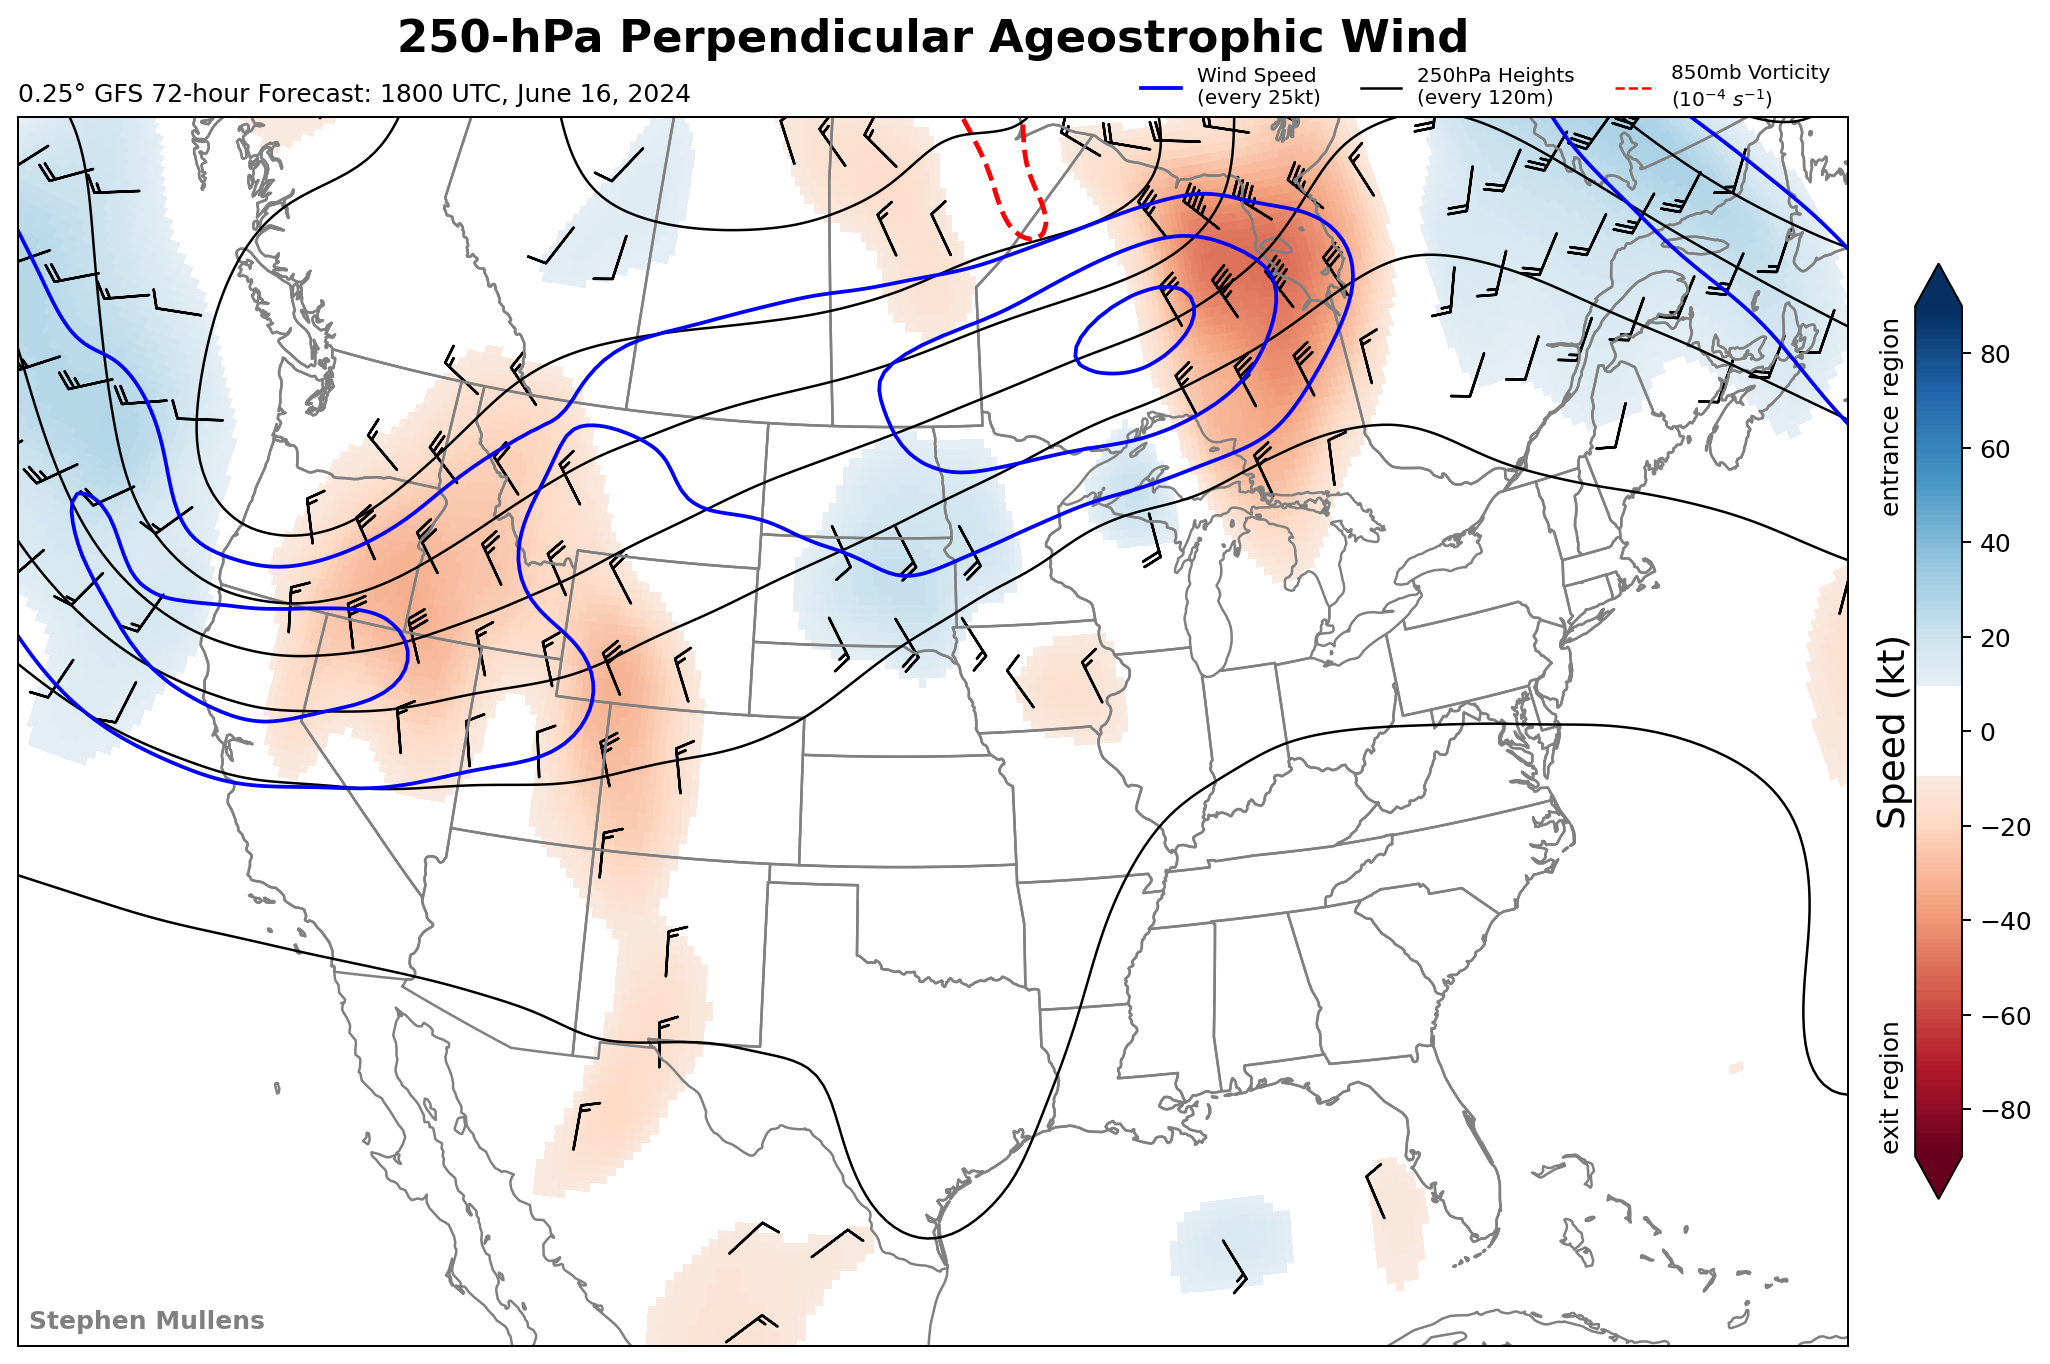 250-hPa Perpendicular Ageostrophic Wind
0.25° GFS 72-hour Forecast: 1800 UTC, June 16, 2024
Wind Speed
(every 25kt)
250hPa Heights
(every 120m)
850mb Vorticity
(10⁻⁴ s⁻¹)
entrance region
Speed (kt)
exit region
80
60
40
20
0
−20
−40
−60
−80
Stephen Mullens